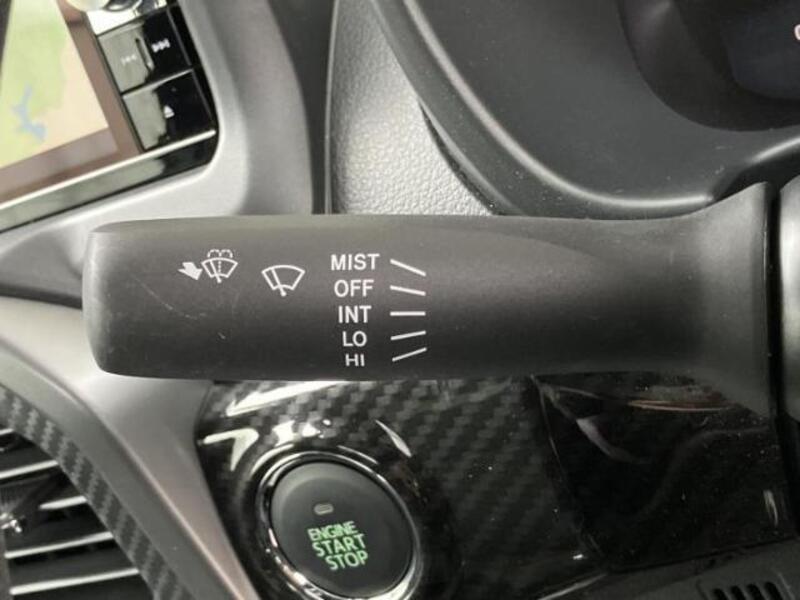 MIST
OFF
INT
LO
HI
ENGINE
START
STOP